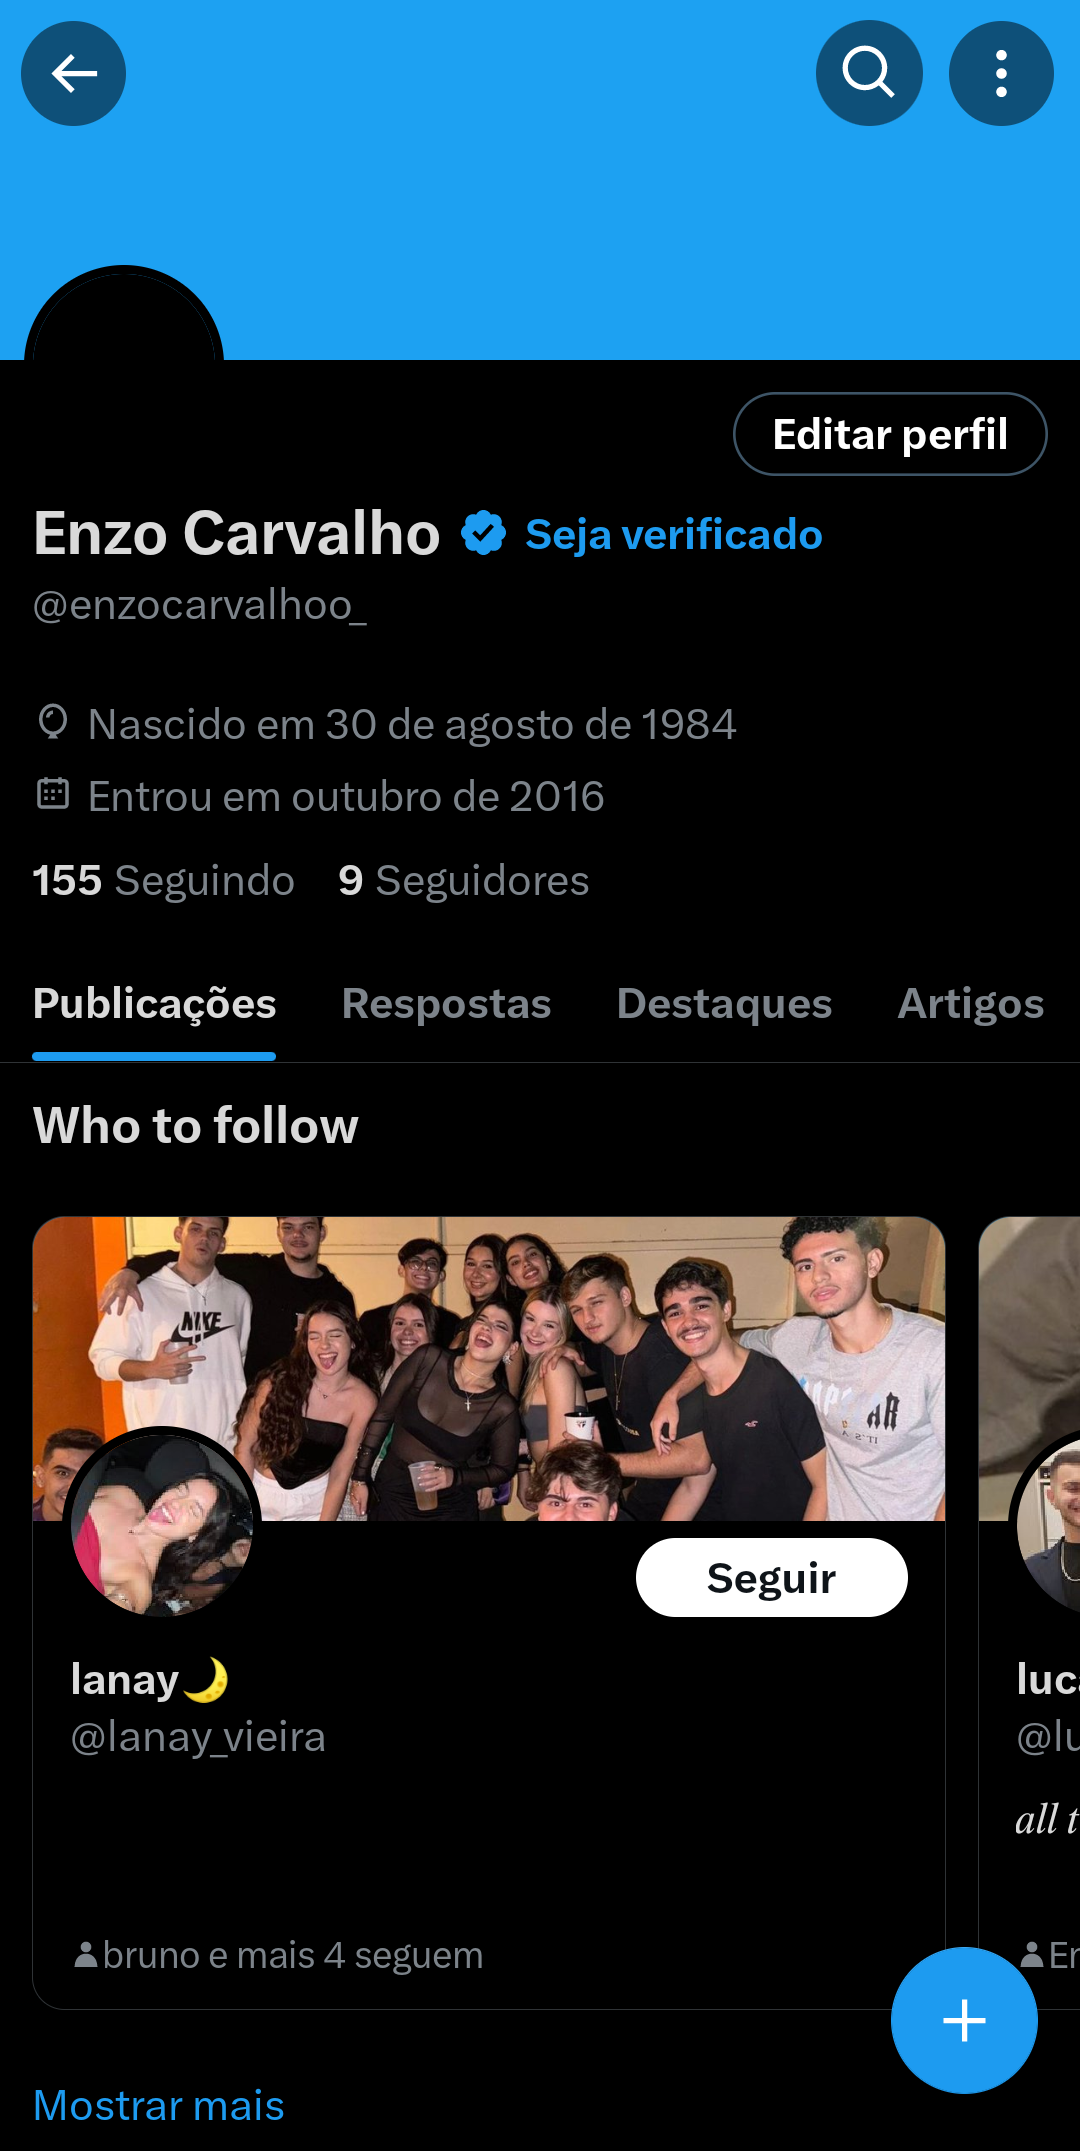 Editar perfil
Enzo Carvalho Seja verificado
@enzocarvalhoo_
Nascido em 30 de agosto de 1984
Entrou em outubro de 2016
155 Seguindo 9 Seguidores
Publicações Respostas Destaques Artigos
Who to follow
NIKE
Seguir
lanay🌙
@lanay_vieira
bruno e mais 4 seguem
luc
@lu
all t
Mostrar mais